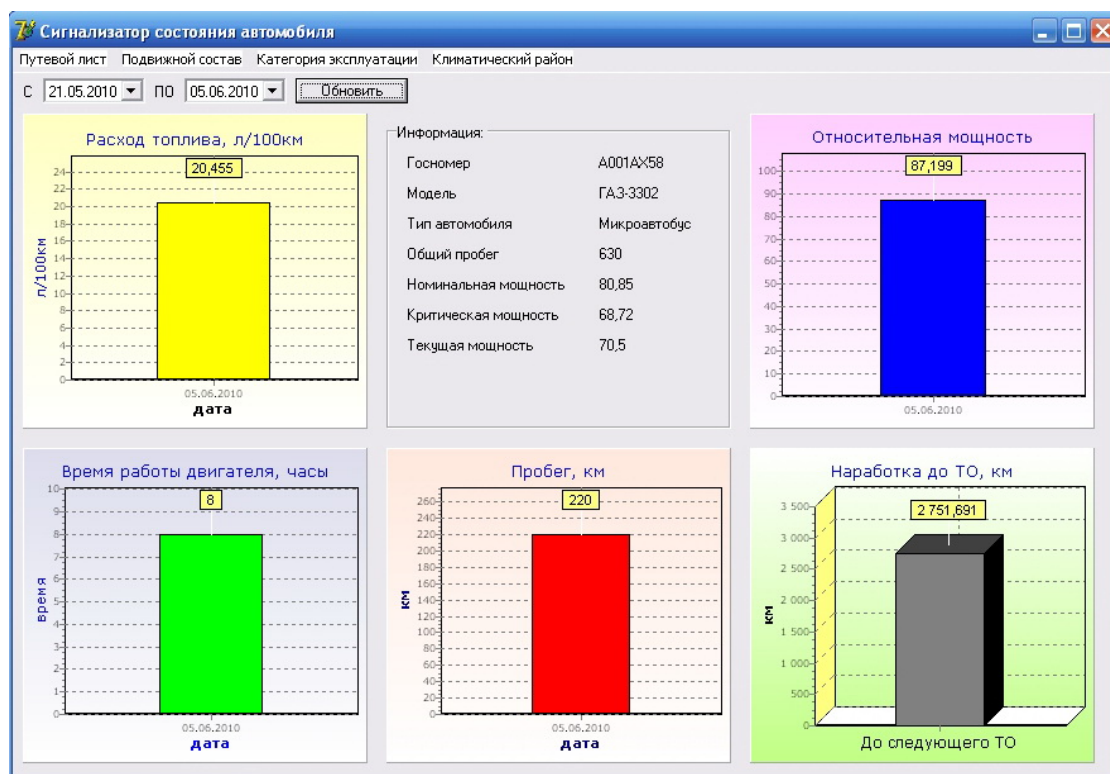 Сигнализатор состояния автомобиля
Путевой лист Подвижной состав Категория эксплуатации Климатический район
С 21.05.2010 ПО 05.06.2010 Обновить
Расход топлива, л/100км
20,455
24
22
20
18
16
14
12
10
8
6
4
2
0
л/100км
05.06.2010
дата
Информация:
Госномер А001АХ58
Модель ГАЗ-3302
Тип автомобиля Микроавтобус
Общий пробег 630
Номинальная мощность 80,85
Критическая мощность 68,72
Текущая мощность 70,5
Относительная мощность
87,199
100
90
80
70
60
50
40
30
20
10
0
05.06.2010
Время работы двигателя, часы
8
10
9
8
7
6
5
4
3
2
1
0
время
05.06.2010
дата
Пробег, км
220
260
240
220
200
180
160
140
120
100
80
60
40
20
0
км
05.06.2010
дата
Наработка до ТО, км
2 751,691
3 500
3 000
2 500
2 000
1 500
1 000
500
0
км
До следующего ТО